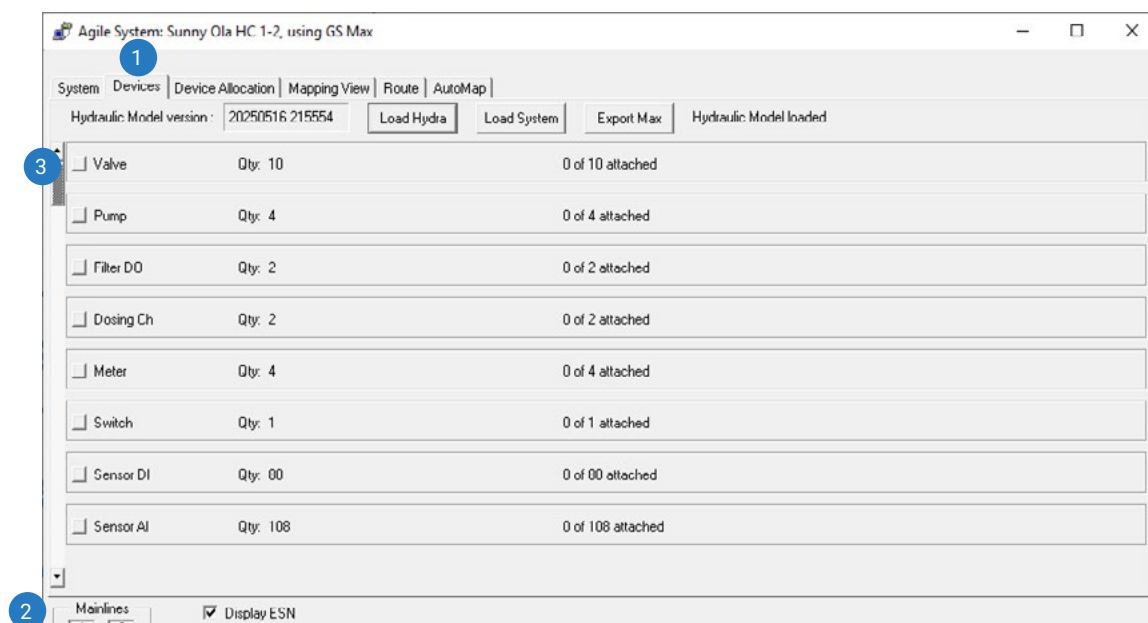 Agile System: Sunny Ola HC 1-2, using GS Max
1
System Devices Device Allocation Mapping View Route AutoMap
Hydraulic Model version : 20250516 215554 Load Hydra Load System Export Max Hydraulic Model loaded
3 Valve Qty: 10 0 of 10 attached
Pump Qty: 4 0 of 4 attached
Filter DO Qty: 2 0 of 2 attached
Dosing Ch Qty: 2 0 of 2 attached
Meter Qty: 4 0 of 4 attached
Switch Qty: 1 0 of 1 attached
Sensor DI Qty: 00 0 of 00 attached
Sensor AI Qty: 108 0 of 108 attached
2 Mainlines Display ESN